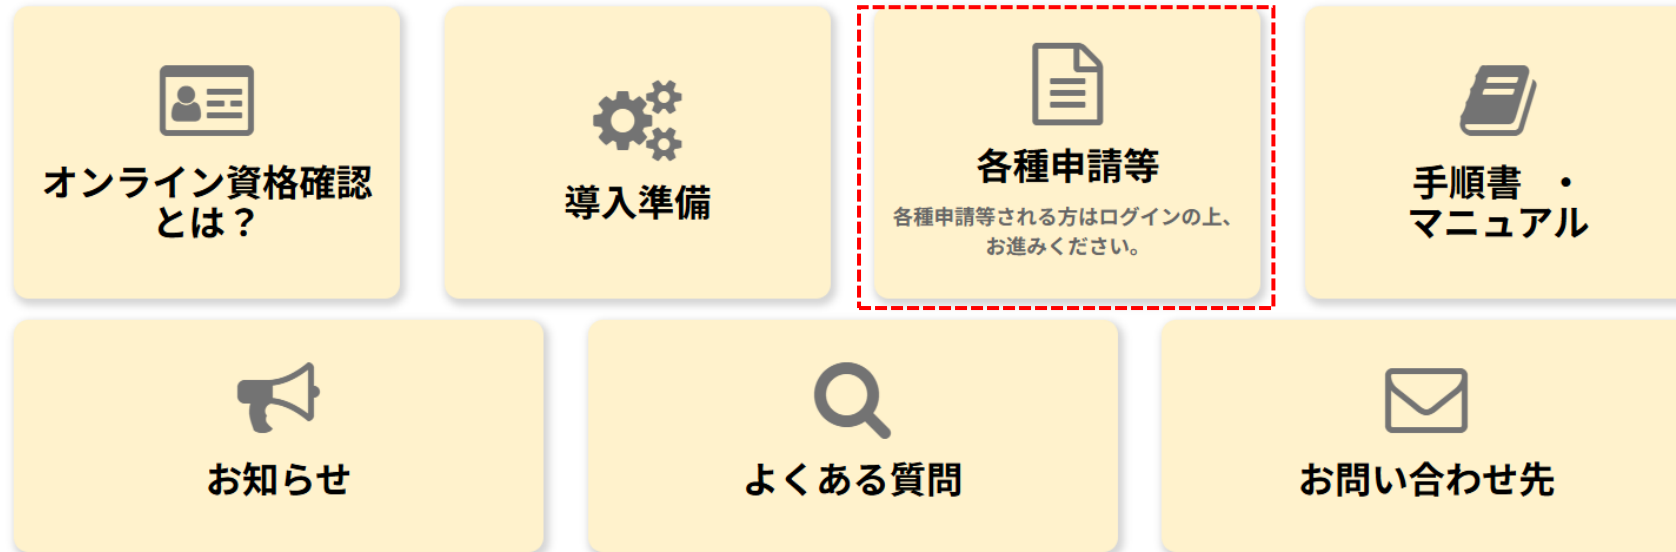 オンライン資格確認
とは？
導入準備
各種申請等
各種申請等される方はログインの上、
お進みください。
手順書　・
マニュアル
お知らせ
よくある質問
お問い合わせ先